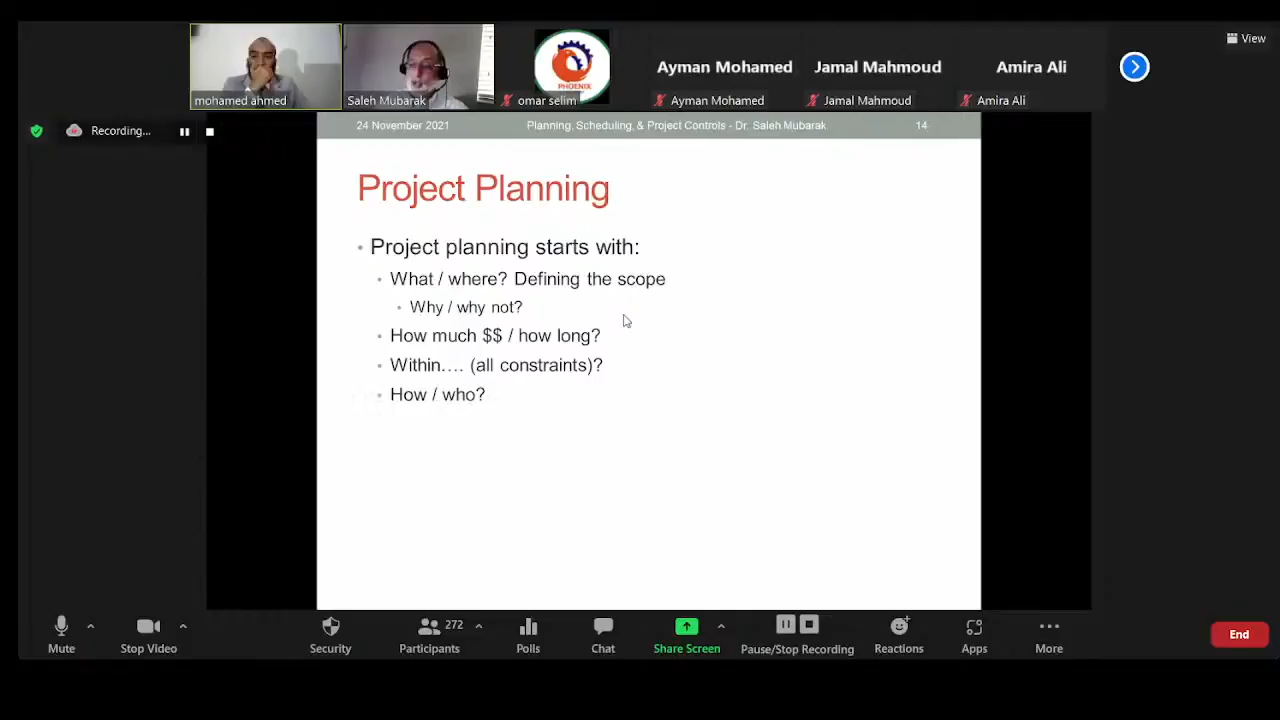 View
Ayman Mohamed
Jamal Mahmoud
Amira Ali
PHOENIX
mohamed ahmed
Saleh Mubarak
omar selim
Ayman Mohamed
Jamal Mahmoud
Amira Ali
Recording...
24 November 2021
Planning, Scheduling, & Project Controls - Dr. Saleh Mubarak
14
Project Planning
• Project planning starts with:
• What / where? Defining the scope
• Why / why not?
• How much $$ / how long?
• Within.... (all constraints)?
• How / who?
272
Mute
Stop Video
Security
Participants
Polls
Chat
Share Screen
Pause/Stop Recording
Reactions
Apps
More
End